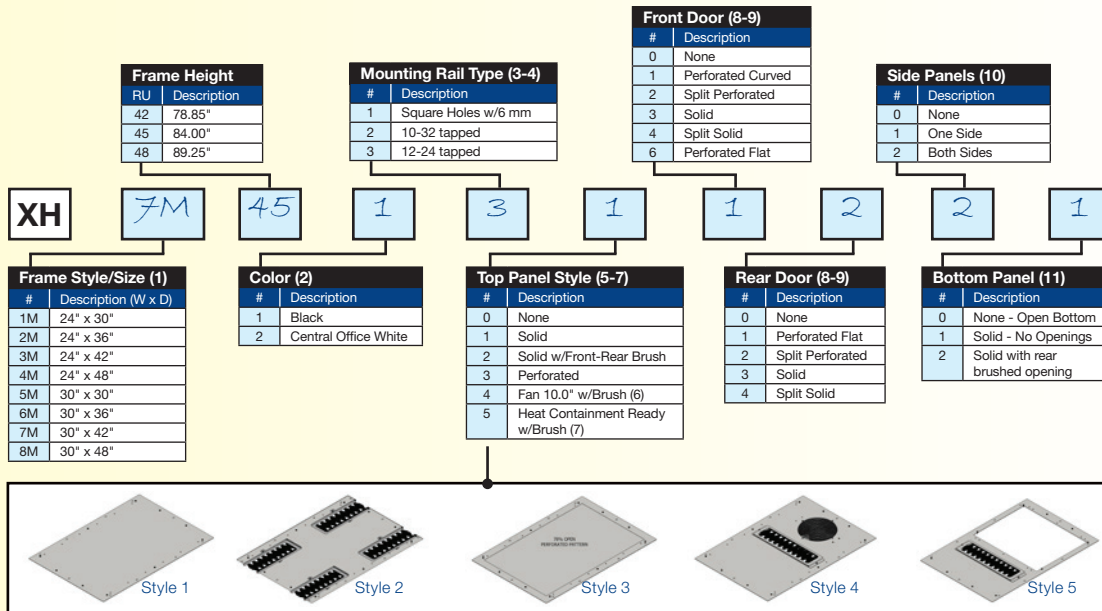 Front Door (8-9)
# Description
0 None
1 Perforated Curved
2 Split Perforated
3 Solid
4 Split Solid
6 Perforated Flat
Frame Height
RU Description
42 78.85"
45 84.00"
48 89.25"
Mounting Rail Type (3-4)
# Description
1 Square Holes w/6 mm
2 10-32 tapped
3 12-24 tapped
Side Panels (10)
# Description
0 None
1 One Side
2 Both Sides
XH 7M 45 1 3 1 1 2 2 1
Frame Style/Size (1)
# Description (W x D)
1M 24" x 30"
2M 24" x 36"
3M 24" x 42"
4M 24" x 48"
5M 30" x 30"
6M 30" x 36"
7M 30" x 42"
8M 30" x 48"
Color (2)
# Description
1 Black
2 Central Office White
Top Panel Style (5-7)
# Description
0 None
1 Solid
2 Solid w/Front-Rear Brush
3 Perforated
4 Fan 10.0" w/Brush (6)
5 Heat Containment Ready
w/Brush (7)
Rear Door (8-9)
# Description
0 None
1 Perforated Flat
2 Split Perforated
3 Solid
4 Split Solid
Bottom Panel (11)
# Description
0 None - Open Bottom
1 Solid - No Openings
2 Solid with rear
brushed opening
OPEN
PERFORATED PATTERN
Style 1 Style 2 Style 3 Style 4 Style 5